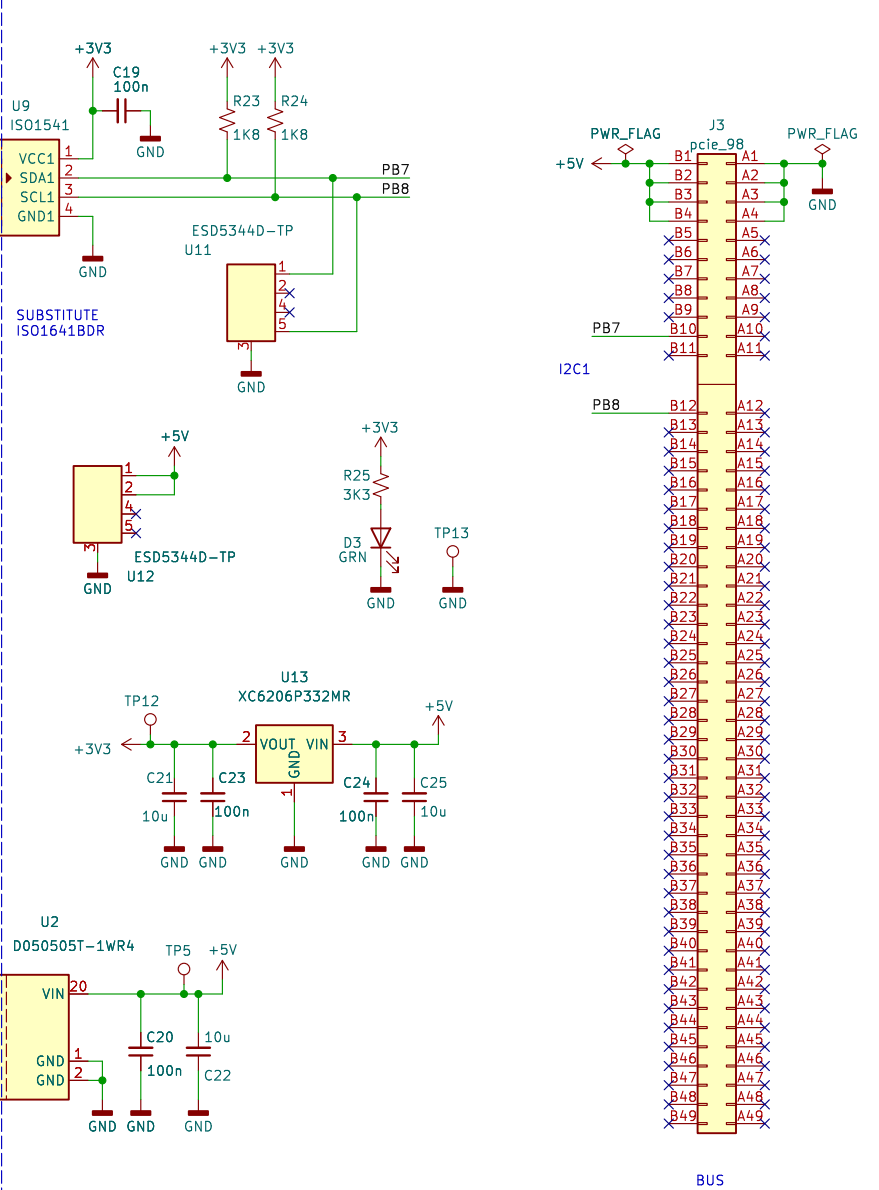 +3V3
C19
100n
GND
U9
ISO1541
VCC1
1
SDA1
2
SCL1
3
GND1
4
GND
+3V3
+3V3
R23
R24
1K8
1K8
PB7
PB8
ESD5344D-TP
U11
1
2
4
5
3
GND
SUBSTITUTE
ISO1641BDR
+5V
1
2
4
5
3
ESD5344D-TP
GND
U12
+3V3
R25
3K3
D3
GRN
GND
TP13
GND
U13
XC6206P332MR
TP12
+3V3
2
VOUT
VIN
3
GND
1
+5V
C21
10u
C23
100n
C24
100n
C25
10u
GND
GND
GND
GND
GND
U2
D050505T-1WR4
TP5
+5V
VIN
20
GND
1
GND
2
C20
100n
10u
C22
GND
GND
GND
J3
pcie_98
PWR_FLAG
PWR_FLAG
+5V
GND
B1 A1
B2 A2
B3 A3
B4 A4
B5 A5
B6 A6
B7 A7
B8 A8
B9 A9
PB7
B10 A10
B11 A11
I2C1
PB8
B12 A12
B13 A13
B14 A14
B15 A15
B16 A16
B17 A17
B18 A18
B19 A19
B20 A20
B21 A21
B22 A22
B23 A23
B24 A24
B25 A25
B26 A26
B27 A27
B28 A28
B29 A29
B30 A30
B31 A31
B32 A32
B33 A33
B34 A34
B35 A35
B36 A36
B37 A37
B38 A38
B39 A39
B40 A40
B41 A41
B42 A42
B43 A43
B44 A44
B45 A45
B46 A46
B47 A47
B48 A48
B49 A49
BUS